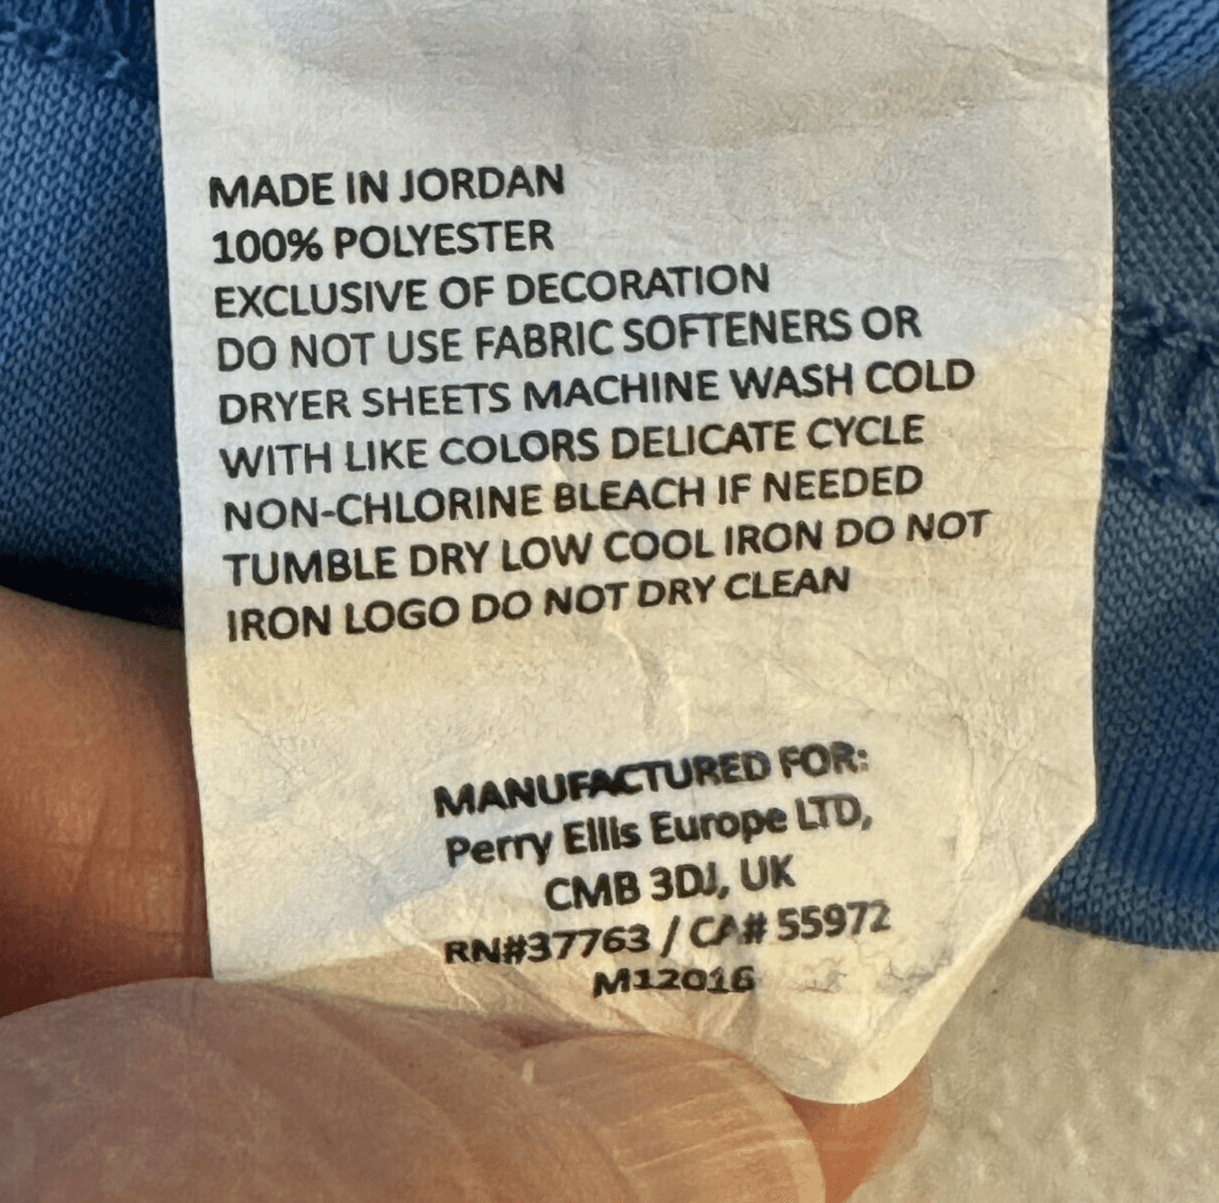 MADE IN JORDAN
100% POLYESTER
EXCLUSIVE OF DECORATION
DO NOT USE FABRIC SOFTENERS OR
DRYER SHEETS MACHINE WASH COLD
WITH LIKE COLORS DELICATE CYCLE
NON-CHLORINE BLEACH IF NEEDED
TUMBLE DRY LOW COOL IRON DO NOT
IRON LOGO DO NOT DRY CLEAN
MANUFACTURED FOR:
Perry Ellis Europe LTD,
CMB 3DJ, UK
RN#37763 / CA# 55972
M12016